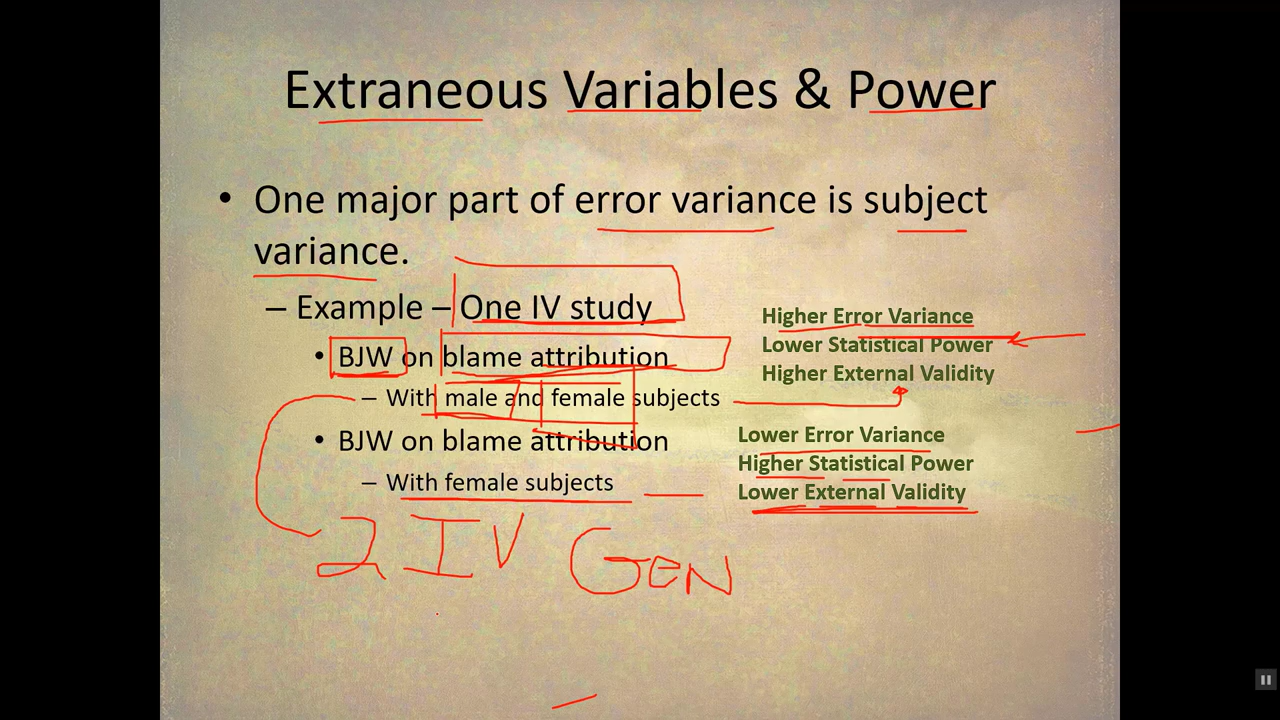 Extraneous Variables & Power
• One major part of error variance is subject
variance.
– Example – One IV study
• BJW on blame attribution
– With male and female subjects
Higher Error Variance
Lower Statistical Power
Higher External Validity
• BJW on blame attribution
– With female subjects
Lower Error Variance
Higher Statistical Power
Lower External Validity
2 IV GeN